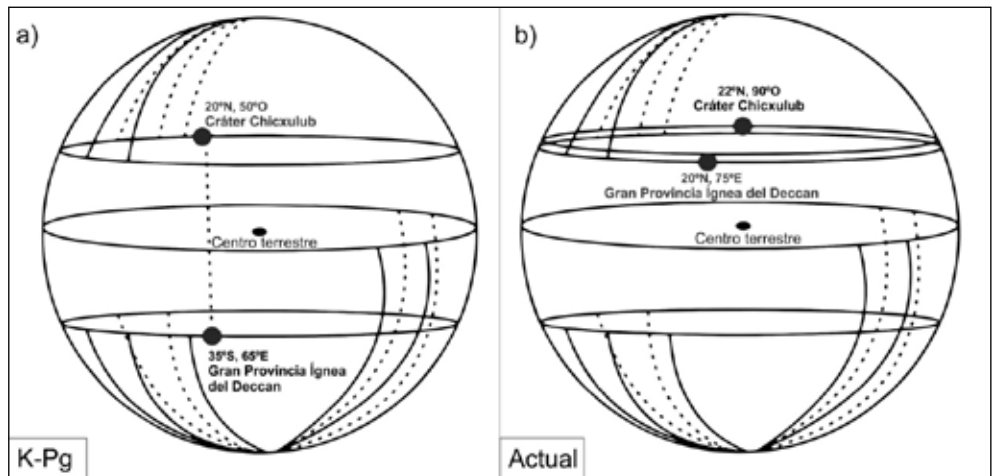 a)
20ºN, 50ºO
Cráter Chicxulub
Centro terrestre
35ºS, 65ºE
Gran Provincia Ígnea
del Deccan
K-Pg
b)
22ºN, 90ºO
Cráter Chicxulub
20ºN, 75ºE
Gran Provincia Ígnea del Deccan
Centro terrestre
Actual